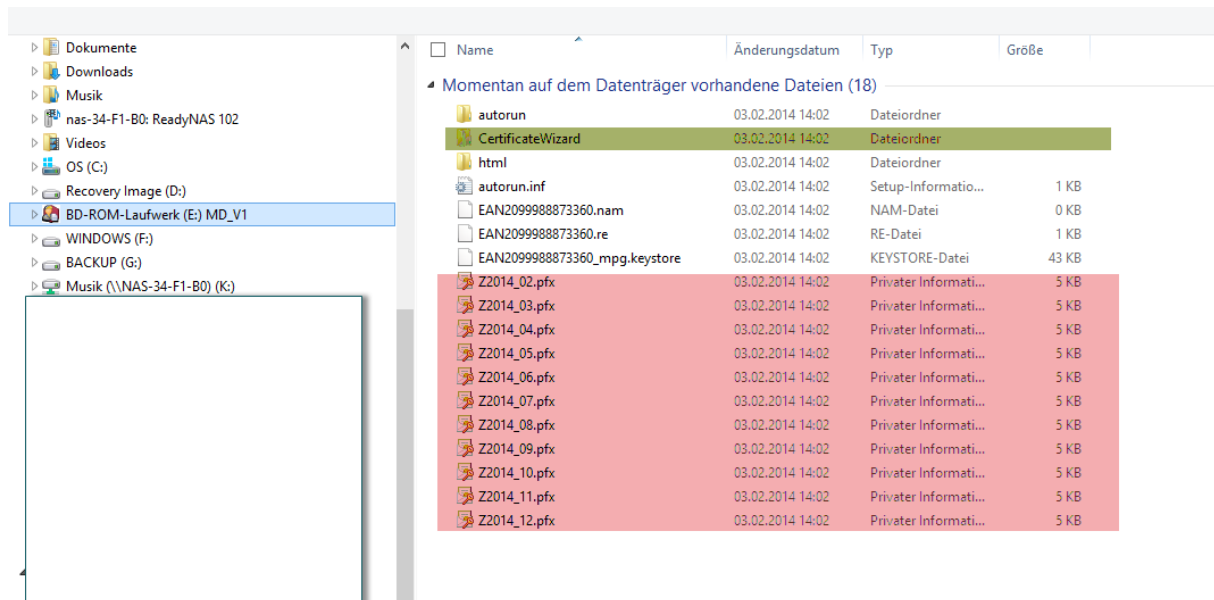 Dokumente
Downloads
Musik
nas-34-F1-B0: ReadyNAS 102
Videos
OS (C:)
Recovery Image (D:)
BD-ROM-Laufwerk (E:) MD_V1
WINDOWS (F:)
BACKUP (G:)
Musik (\\NAS-34-F1-B0) (K:)
Name Änderungsdatum Typ Größe
Momentan auf dem Datenträger vorhandene Dateien (18)
autorun 03.02.2014 14:02 Dateiordner
CertificateWizard 03.02.2014 14:02 Dateiordner
html 03.02.2014 14:02 Dateiordner
autorun.inf 03.02.2014 14:02 Setup-Informatio... 1 KB
EAN2099988873360.nam 03.02.2014 14:02 NAM-Datei 0 KB
EAN2099988873360.re 03.02.2014 14:02 RE-Datei 1 KB
EAN2099988873360_mpg.keystore 03.02.2014 14:02 KEYSTORE-Datei 43 KB
Z2014_02.pfx 03.02.2014 14:02 Privater Informati... 5 KB
Z2014_03.pfx 03.02.2014 14:02 Privater Informati... 5 KB
Z2014_04.pfx 03.02.2014 14:02 Privater Informati... 5 KB
Z2014_05.pfx 03.02.2014 14:02 Privater Informati... 5 KB
Z2014_06.pfx 03.02.2014 14:02 Privater Informati... 5 KB
Z2014_07.pfx 03.02.2014 14:02 Privater Informati... 5 KB
Z2014_08.pfx 03.02.2014 14:02 Privater Informati... 5 KB
Z2014_09.pfx 03.02.2014 14:02 Privater Informati... 5 KB
Z2014_10.pfx 03.02.2014 14:02 Privater Informati... 5 KB
Z2014_11.pfx 03.02.2014 14:02 Privater Informati... 5 KB
Z2014_12.pfx 03.02.2014 14:02 Privater Informati... 5 KB